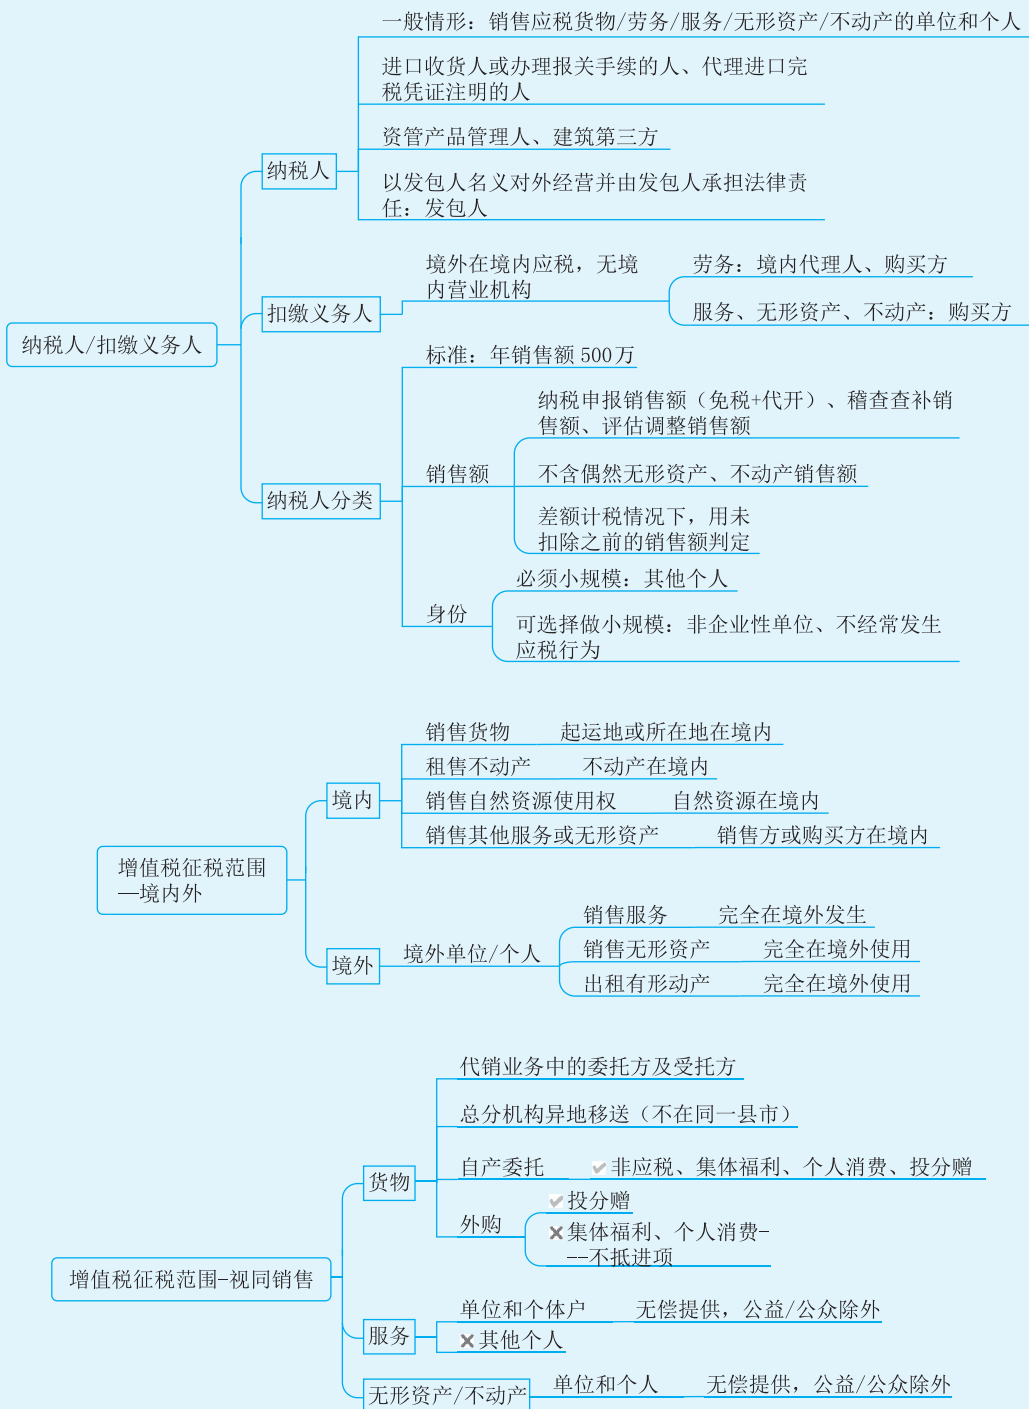 一般情形：销售应税货物/劳务/服务/无形资产/不动产的单位和个人
进口收货人或办理报关手续的人、代理进口完
税凭证注明的人
资管产品管理人、建筑第三方
纳税人
以发包人名义对外经营并由发包人承担法律责
任：发包人
境外在境内应税，无境
内营业机构
劳务：境内代理人、购买方
扣缴义务人
服务、无形资产、不动产：购买方
纳税人/扣缴义务人
标准：年销售额 500万
纳税申报销售额（免税+代开）、稽查查补销
售额、评估调整销售额
销售额
不含偶然无形资产、不动产销售额
纳税人分类
差额计税情况下，用未
扣除之前的销售额判定
必须小规模：其他个人
身份
可选择做小规模：非企业性单位、不经常发生
应税行为
销售货物 起运地或所在地在境内
租售不动产 不动产在境内
境内
销售自然资源使用权 自然资源在境内
销售其他服务或无形资产 销售方或购买方在境内
增值税征税范围
—境内外
销售服务 完全在境外发生
境外
境外单位/个人
销售无形资产 完全在境外使用
出租有形动产 完全在境外使用
代销业务中的委托方及受托方
总分机构异地移送（不在同一县市）
自产委托 非应税、集体福利、个人消费、投分赠
货物
外购
投分赠
集体福利、个人消费-
--不抵进项
增值税征税范围-视同销售
单位和个体户 无偿提供，公益/公众除外
服务
其他个人
无形资产/不动产
单位和个人 无偿提供，公益/公众除外